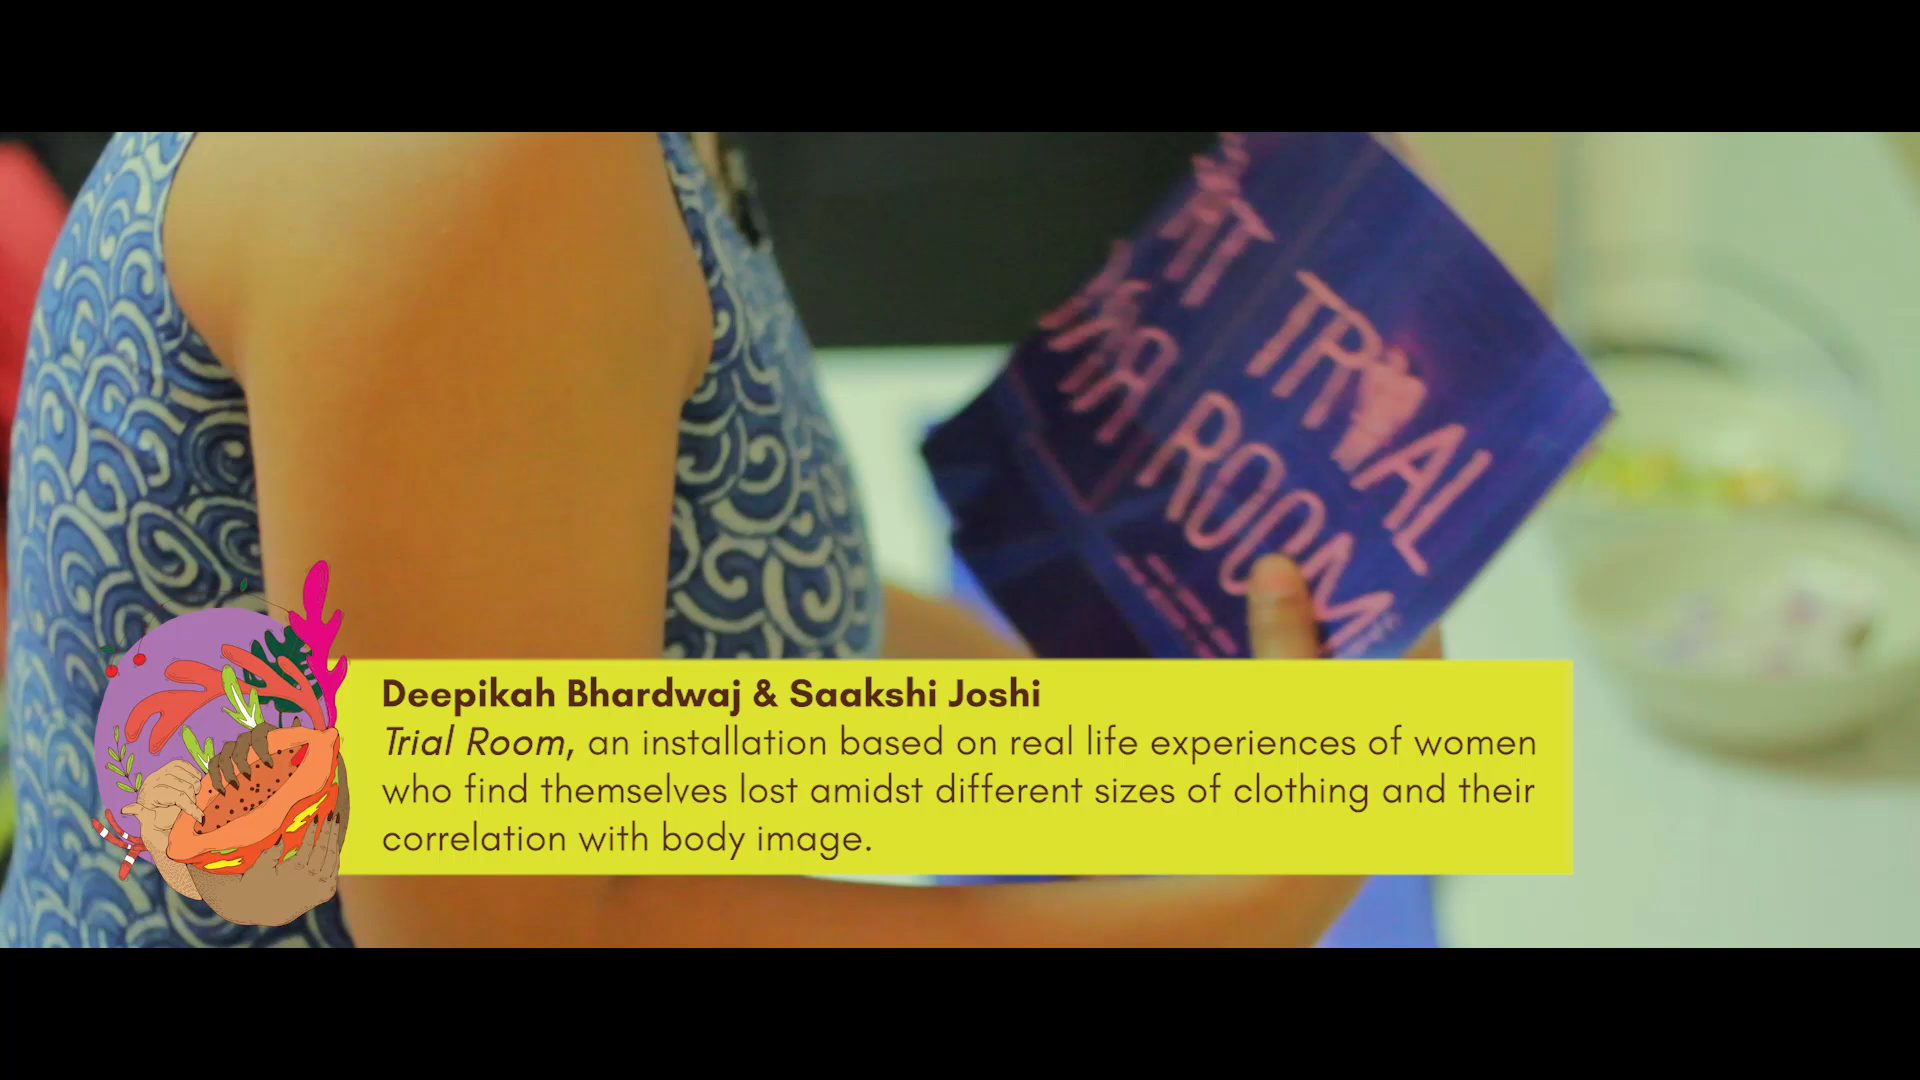 TRIAL
ROOM
Deepikah Bhardwaj & Saakshi Joshi
Trial Room, an installation based on real life experiences of women
who find themselves lost amidst different sizes of clothing and their
correlation with body image.